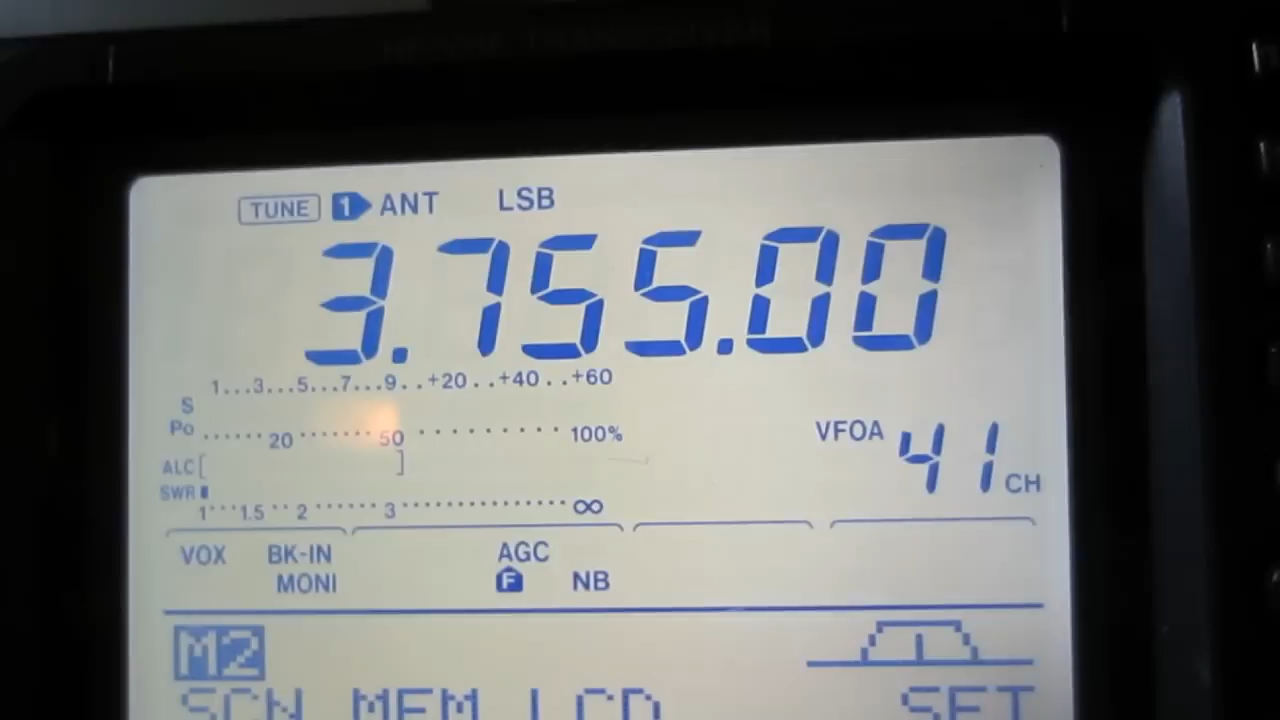 TUNE 1 ANT LSB
3.755.00
S 1...3...5...7...9..+20..+40..+60
Po ......20........50..........100%
ALC[ ]
SWR 1···1.5··2······3···············∞
VFOA 41 CH
VOX BK-IN AGC
MONI F NB
M2
SCN MEM LCD SET